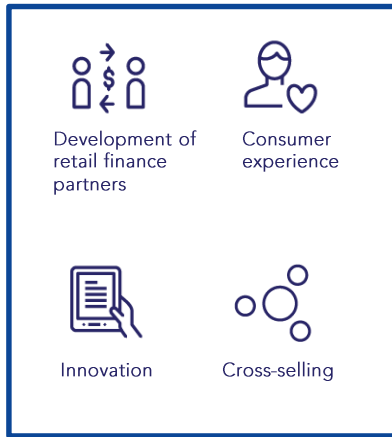 Development of
retail finance
partners
Consumer
experience
$
Innovation
Cross-selling